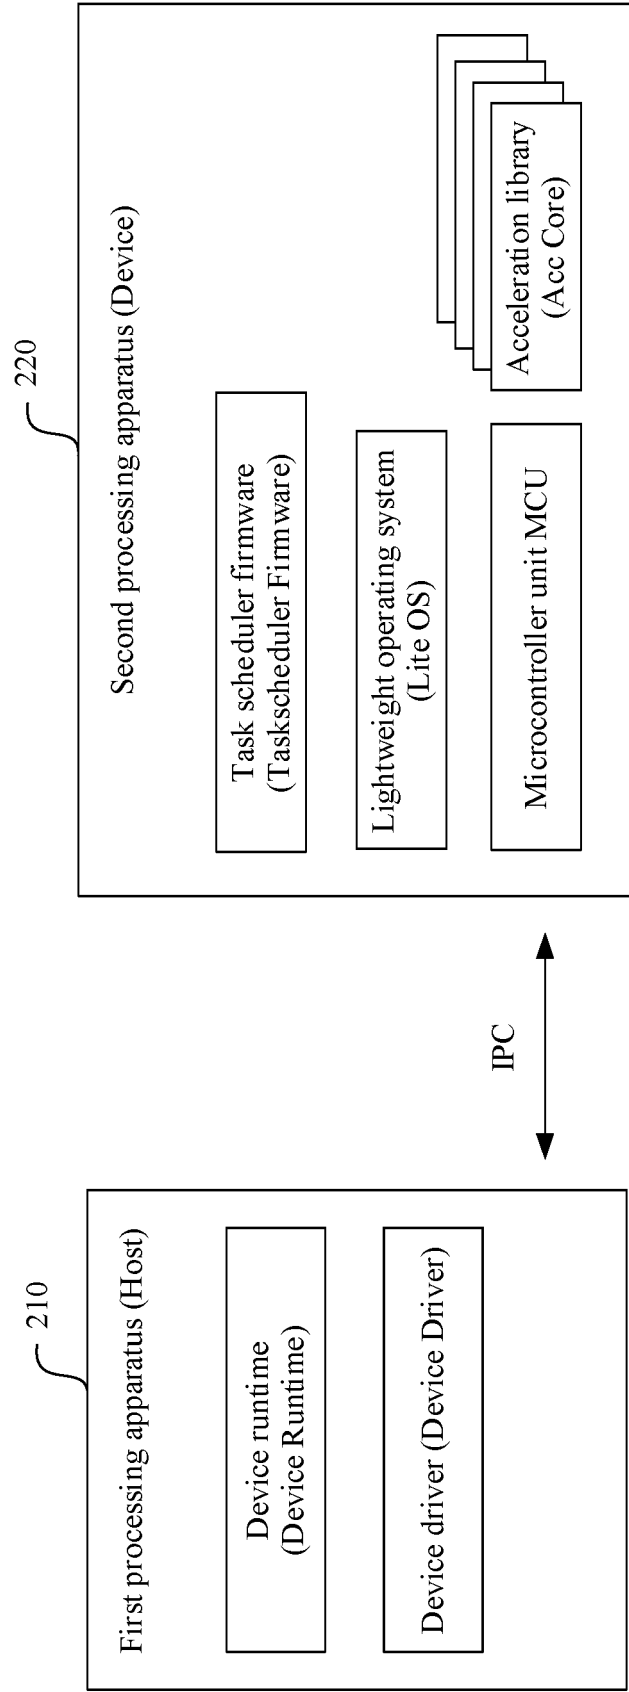 210
First processing apparatus (Host)
Device runtime
(Device Runtime)
Device driver (Device Driver)
IPC
220
Second processing apparatus (Device)
Task scheduler firmware
(Taskscheduler Firmware)
Lightweight operating system
(Lite OS)
Microcontroller unit MCU
Acceleration library
(Acc Core)